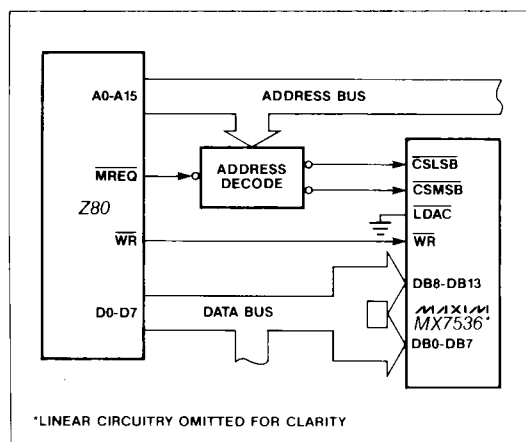 A0-A15
ADDRESS BUS
MREQ
ADDRESS
DECODE
CSLSB
CSMSB
Z80
LDAC
WR
WR
DB8-DB13
D0-D7
DATA BUS
MAXIM
MX7536*
DB0-DB7
*LINEAR CIRCUITRY OMITTED FOR CLARITY